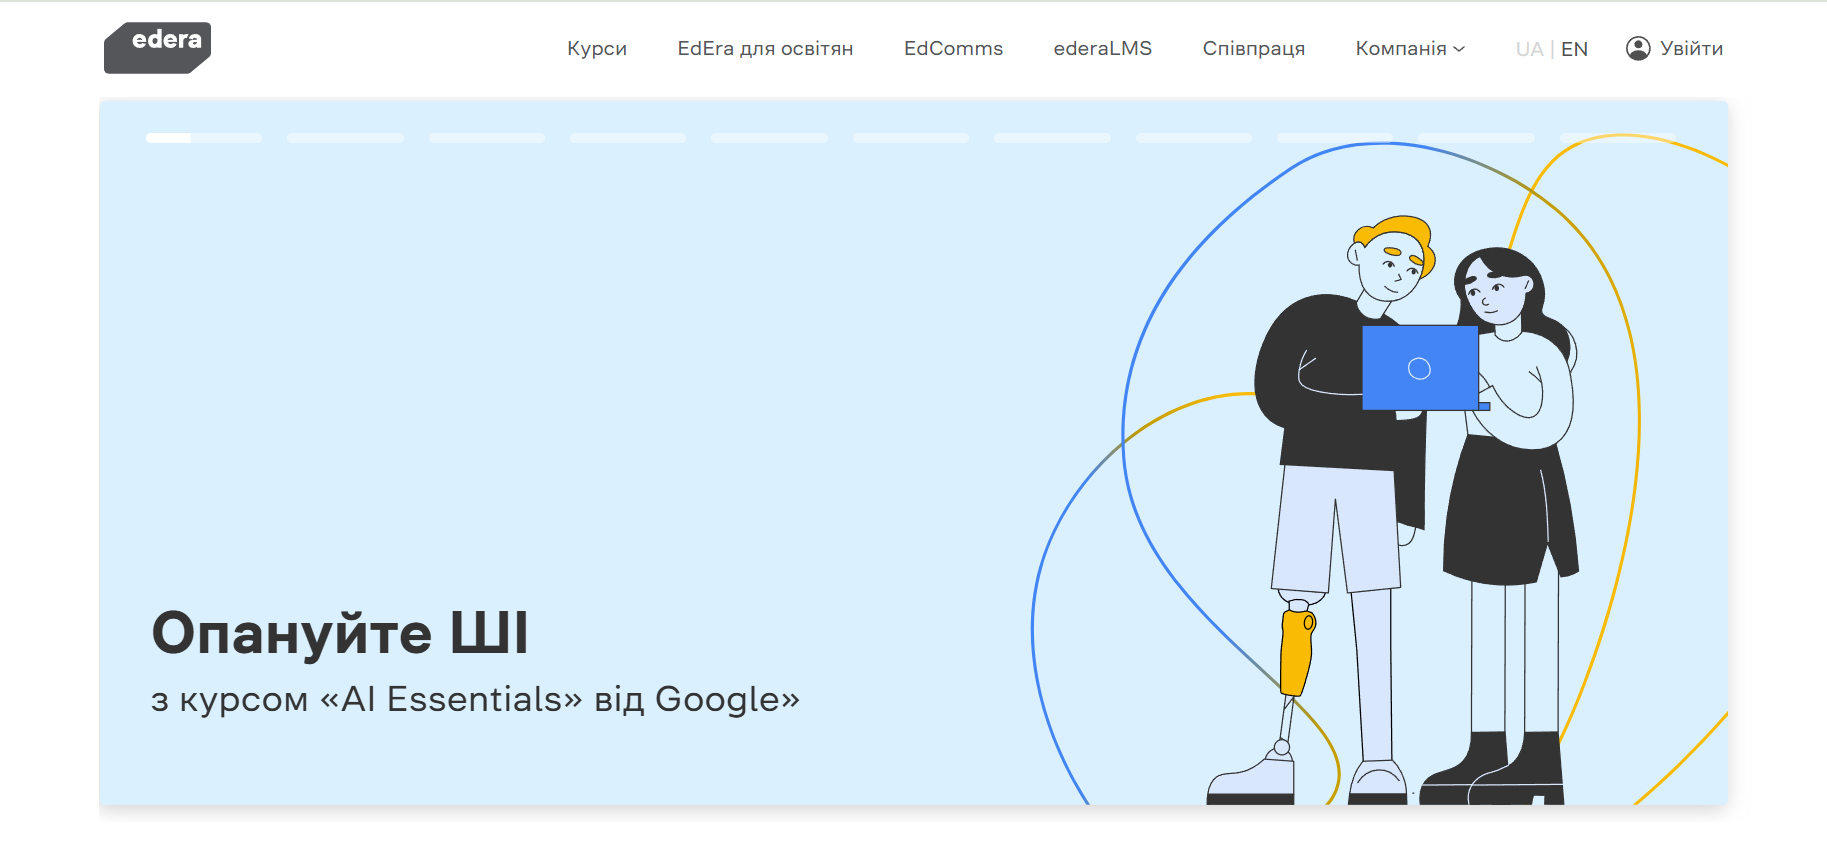 edera
Курси EdEra для освітян EdComms ederaLMS Співпраця Компанія UA | EN Увійти
Опануйте ШІ
з курсом «AI Essentials» від Google»